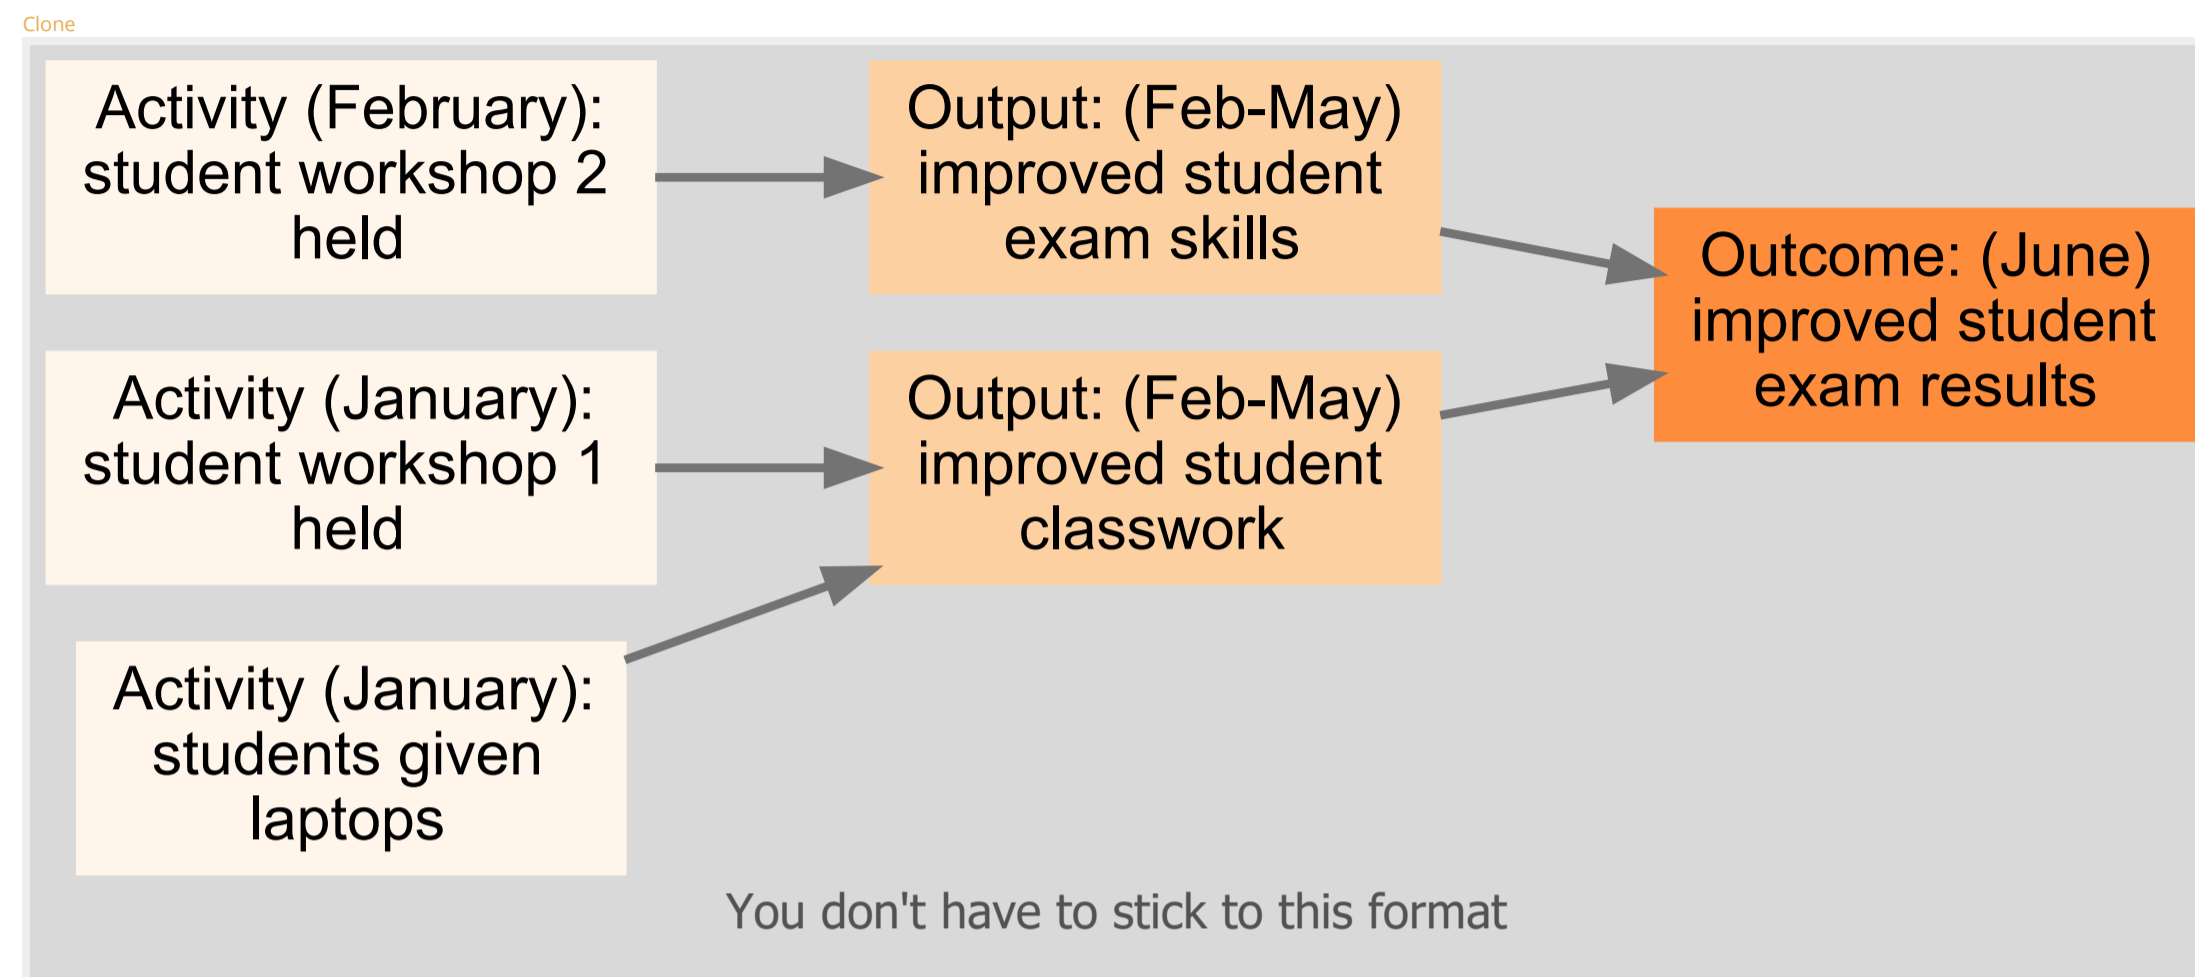 Clone
Activity (February):
student workshop 2
held
Output: (Feb-May)
improved student
exam skills
Outcome: (June)
improved student
exam results
Activity (January):
student workshop 1
held
Output: (Feb-May)
improved student
classwork
Activity (January):
students given
laptops
You don't have to stick to this format